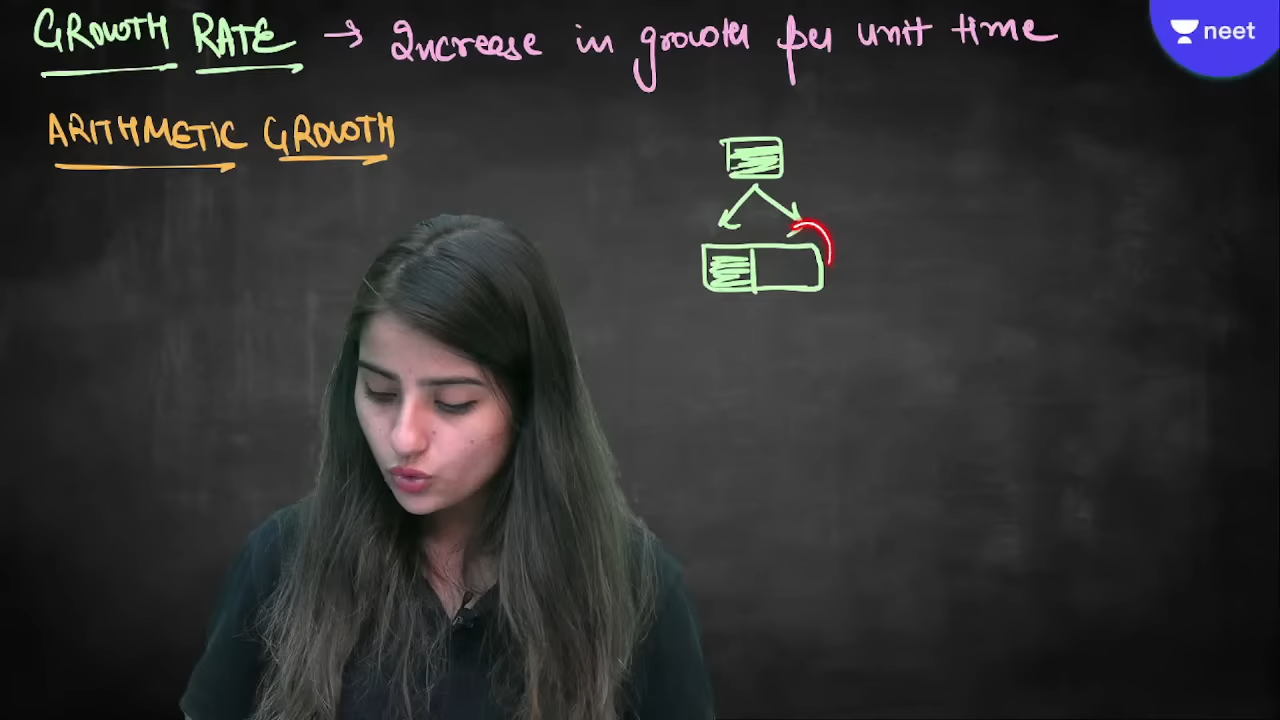 GROWTH RATE → Increase in growth per unit time
neet
ARITHMETIC GROWTH